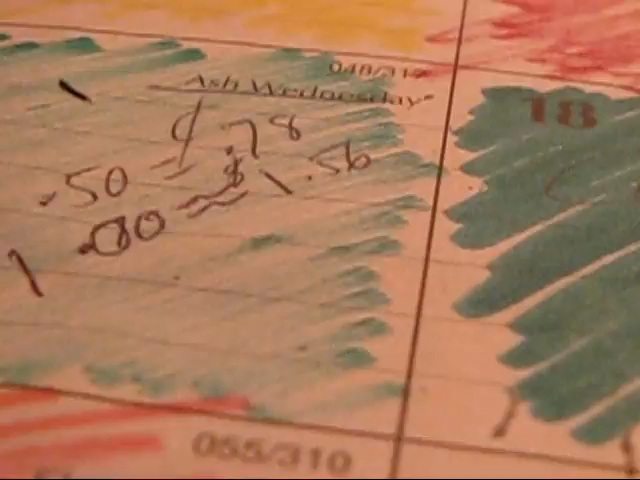 048/317
Ash Wednesday*
18
.50 = ¢.78
1.00 ≈ $1.56
055/310